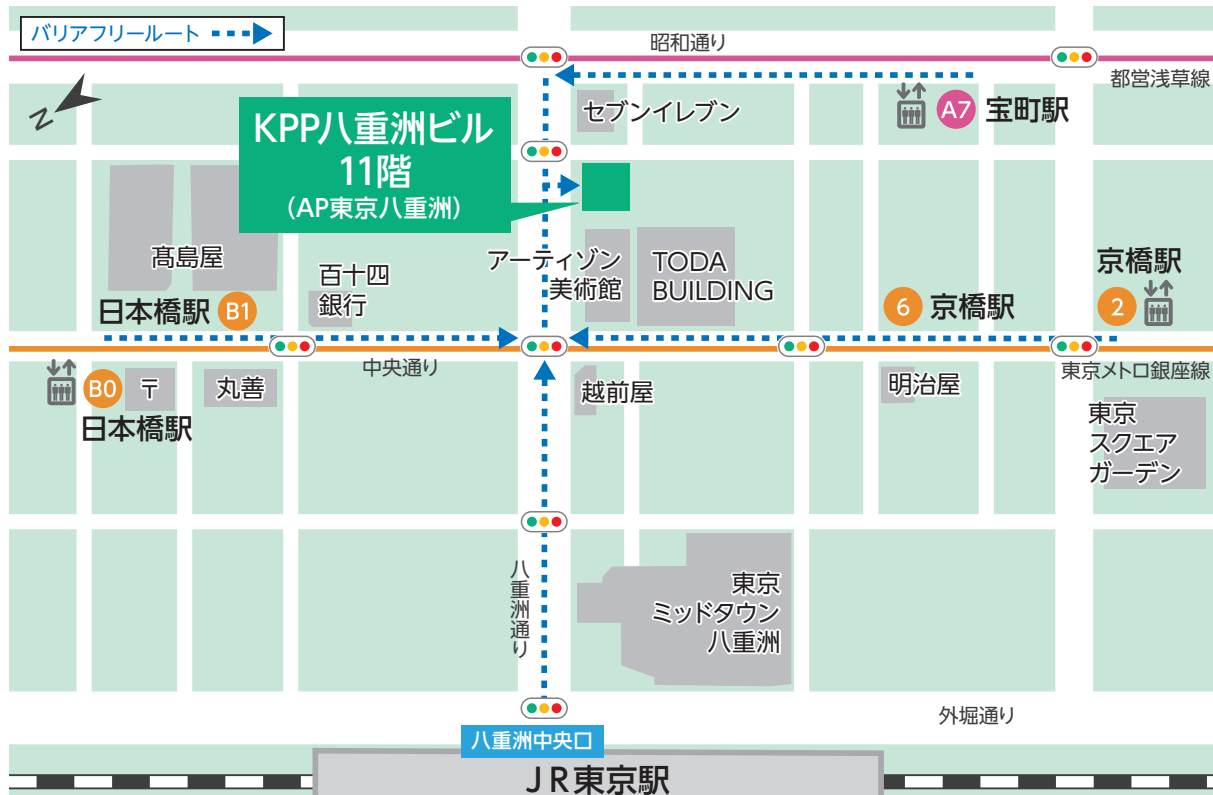 バリアフリールート
昭和通り
都営浅草線
N
セブンイレブン
A7 宝町駅
KPP八重洲ビル
11階
(AP東京八重洲)
髙島屋
百十四
銀行
アーティゾン
美術館
TODA
BUILDING
京橋駅
2
日本橋駅 B1
6 京橋駅
中央通り
東京メトロ銀座線
B0
〒
丸善
日本橋駅
越前屋
明治屋
東京
スクエア
ガーデン
八重洲通り
東京
ミッドタウン
八重洲
外堀通り
八重洲中央口
JR東京駅